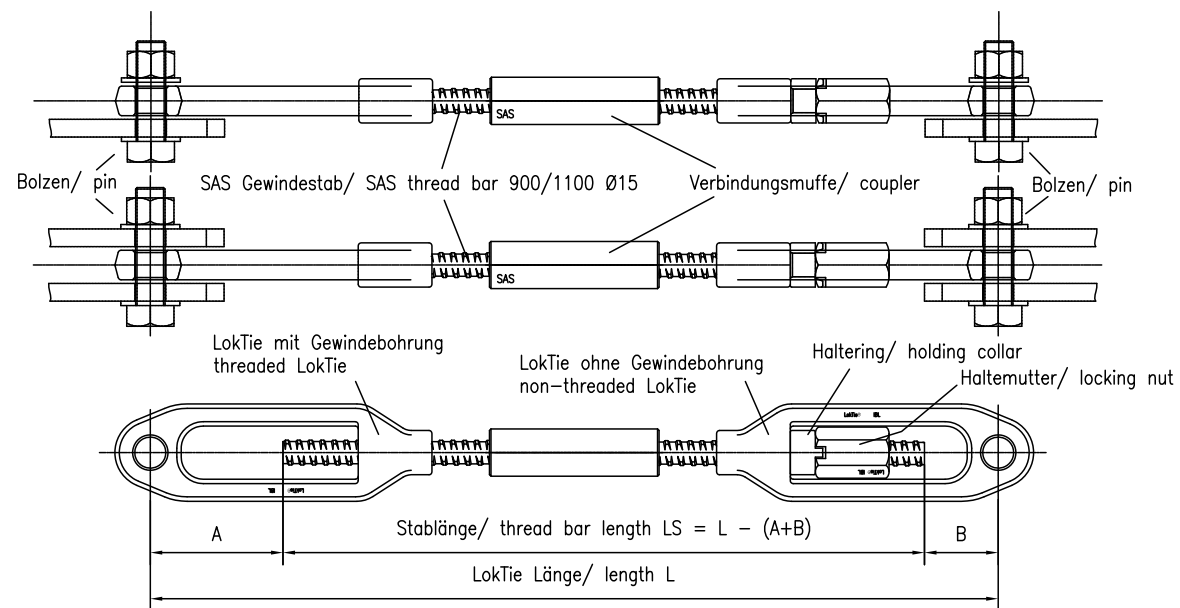 SAS
Bolzen/ pin
SAS Gewindestab/ SAS thread bar 900/1100 Ø15
Verbindungsmuffe/ coupler
Bolzen/ pin
SAS
LokTie mit Gewindebohrung
threaded LokTie
LokTie ohne Gewindebohrung
non-threaded LokTie
Haltering/ holding collar
Haltemutter/ locking nut
A
Stablänge/ thread bar length LS = L - (A+B)
B
LokTie Länge/ length L